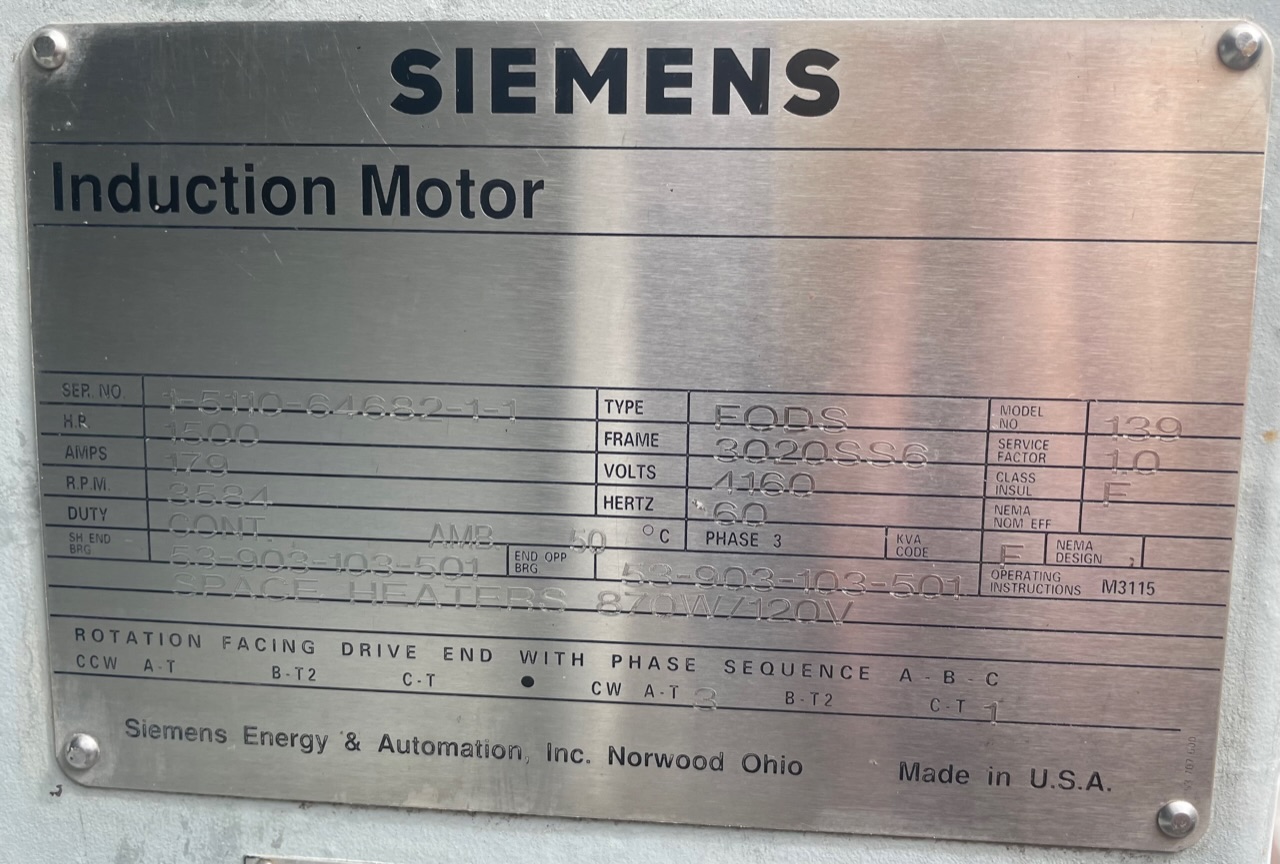 SIEMENS
Induction Motor
SER. NO. 1-5110-64682-1-1 TYPE FODS MODEL NO 139
H.P. 1500 FRAME 3020SS6 SERVICE FACTOR 1.0
AMPS 179 VOLTS 4160 CLASS INSUL F
R.P.M. 3584 HERTZ 60 NEMA NOM EFF
DUTY CONT. AMB. 50 °C PHASE 3 KVA CODE F NEMA DESIGN
SH. END BRG 53-903-103-501 END OPP BRG 53-903-103-501 OPERATING INSTRUCTIONS M3115
SPACE HEATERS 870W/120V
ROTATION FACING DRIVE END WITH PHASE SEQUENCE A - B - C
CCW A-T B-T2 C-T • CW A-T 3 B-T2 C-T 1
Siemens Energy & Automation, Inc. Norwood Ohio Made in U.S.A.